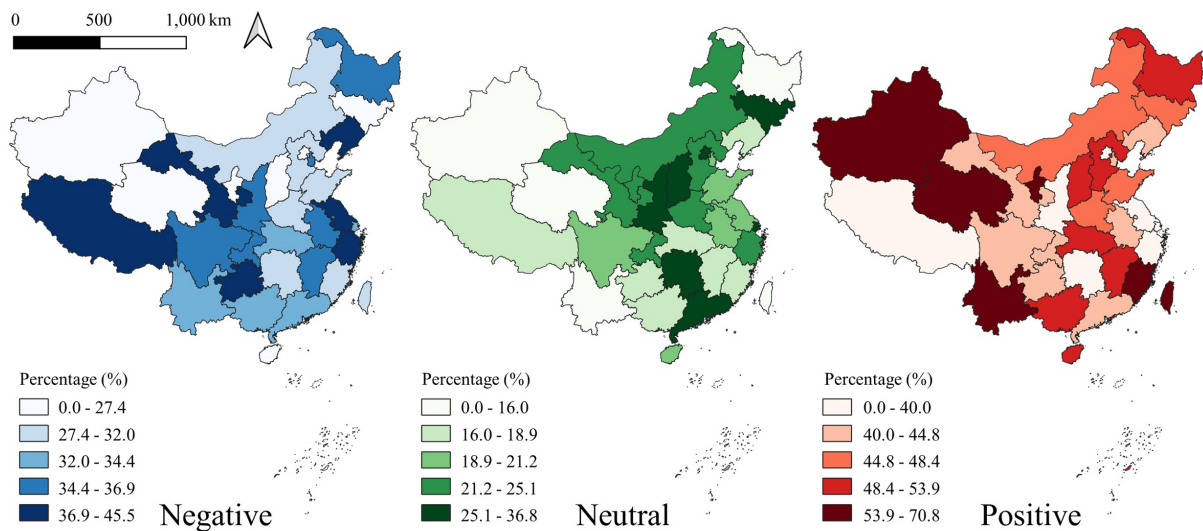 0 500 1,000 km
Percentage (%)
0.0 - 27.4
27.4 - 32.0
32.0 - 34.4
34.4 - 36.9
36.9 - 45.5
Negative
Percentage (%)
0.0 - 16.0
16.0 - 18.9
18.9 - 21.2
21.2 - 25.1
25.1 - 36.8
Neutral
Percentage (%)
0.0 - 40.0
40.0 - 44.8
44.8 - 48.4
48.4 - 53.9
53.9 - 70.8
Positive